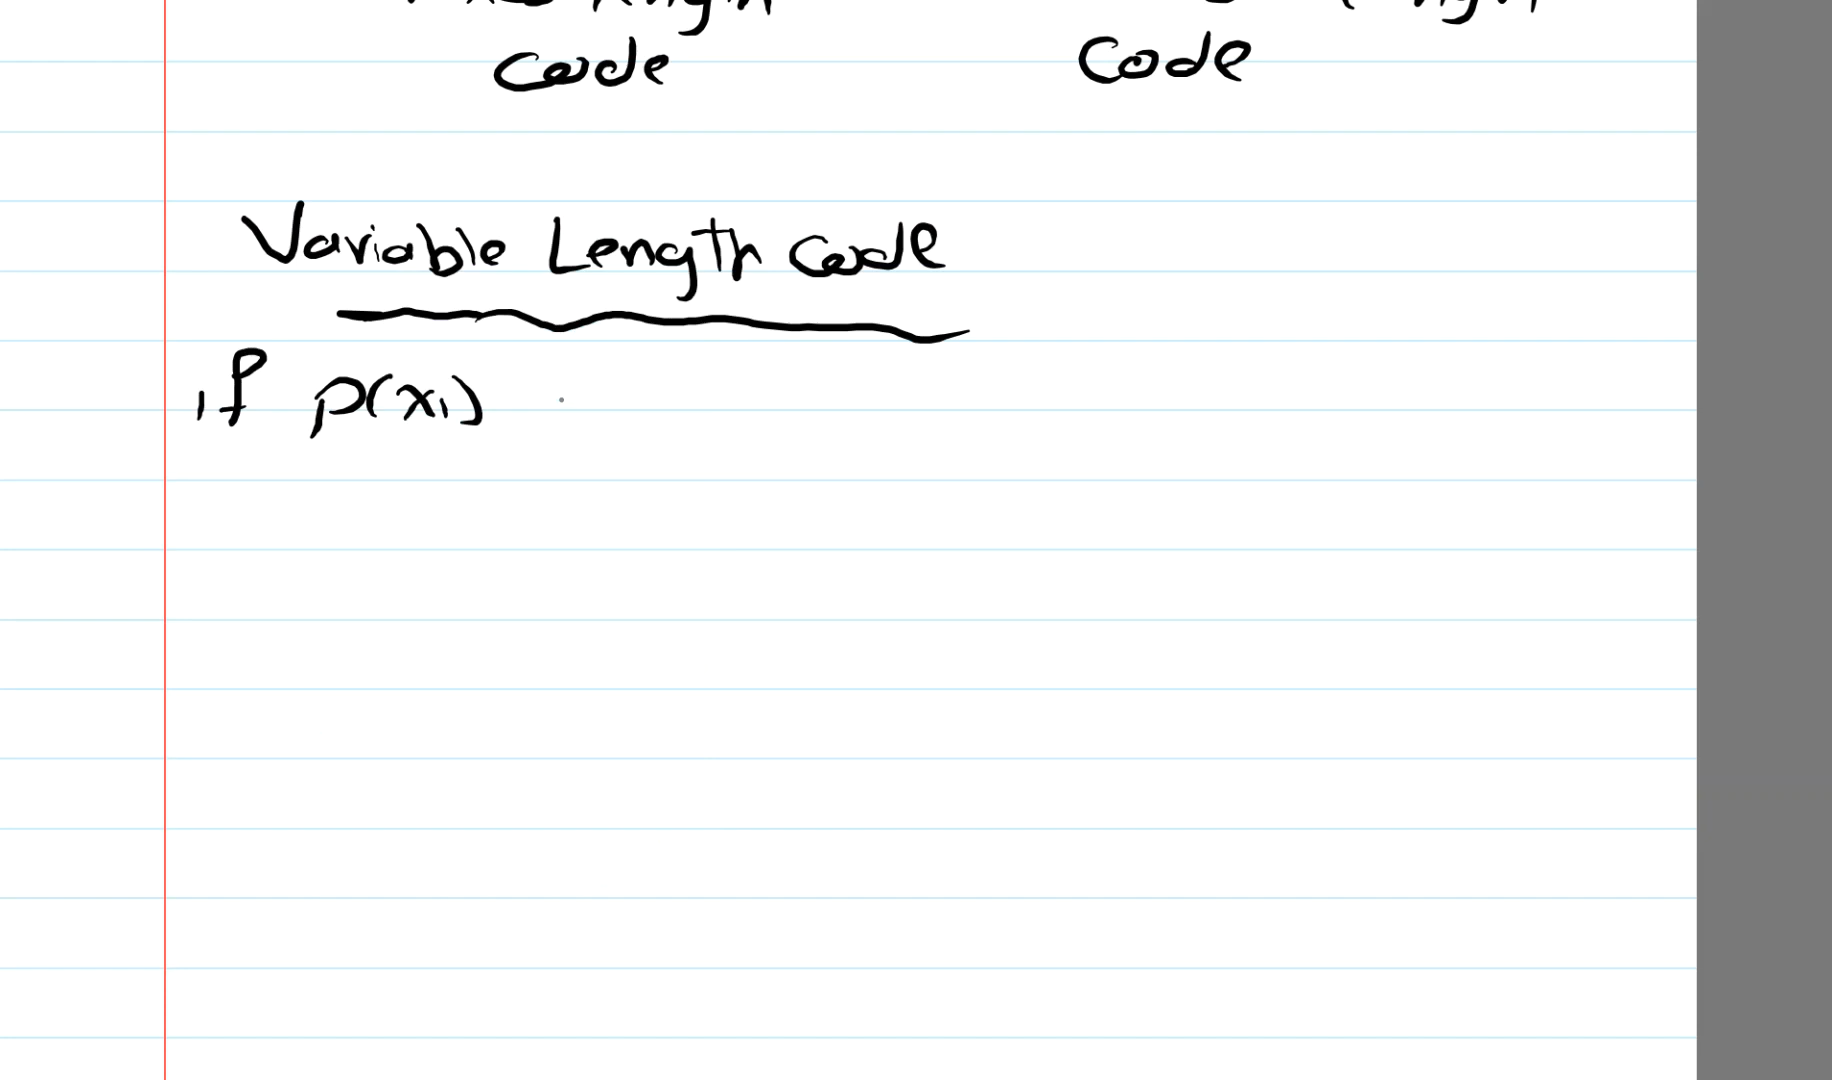 code code
Variable Length code
if p(x₁)